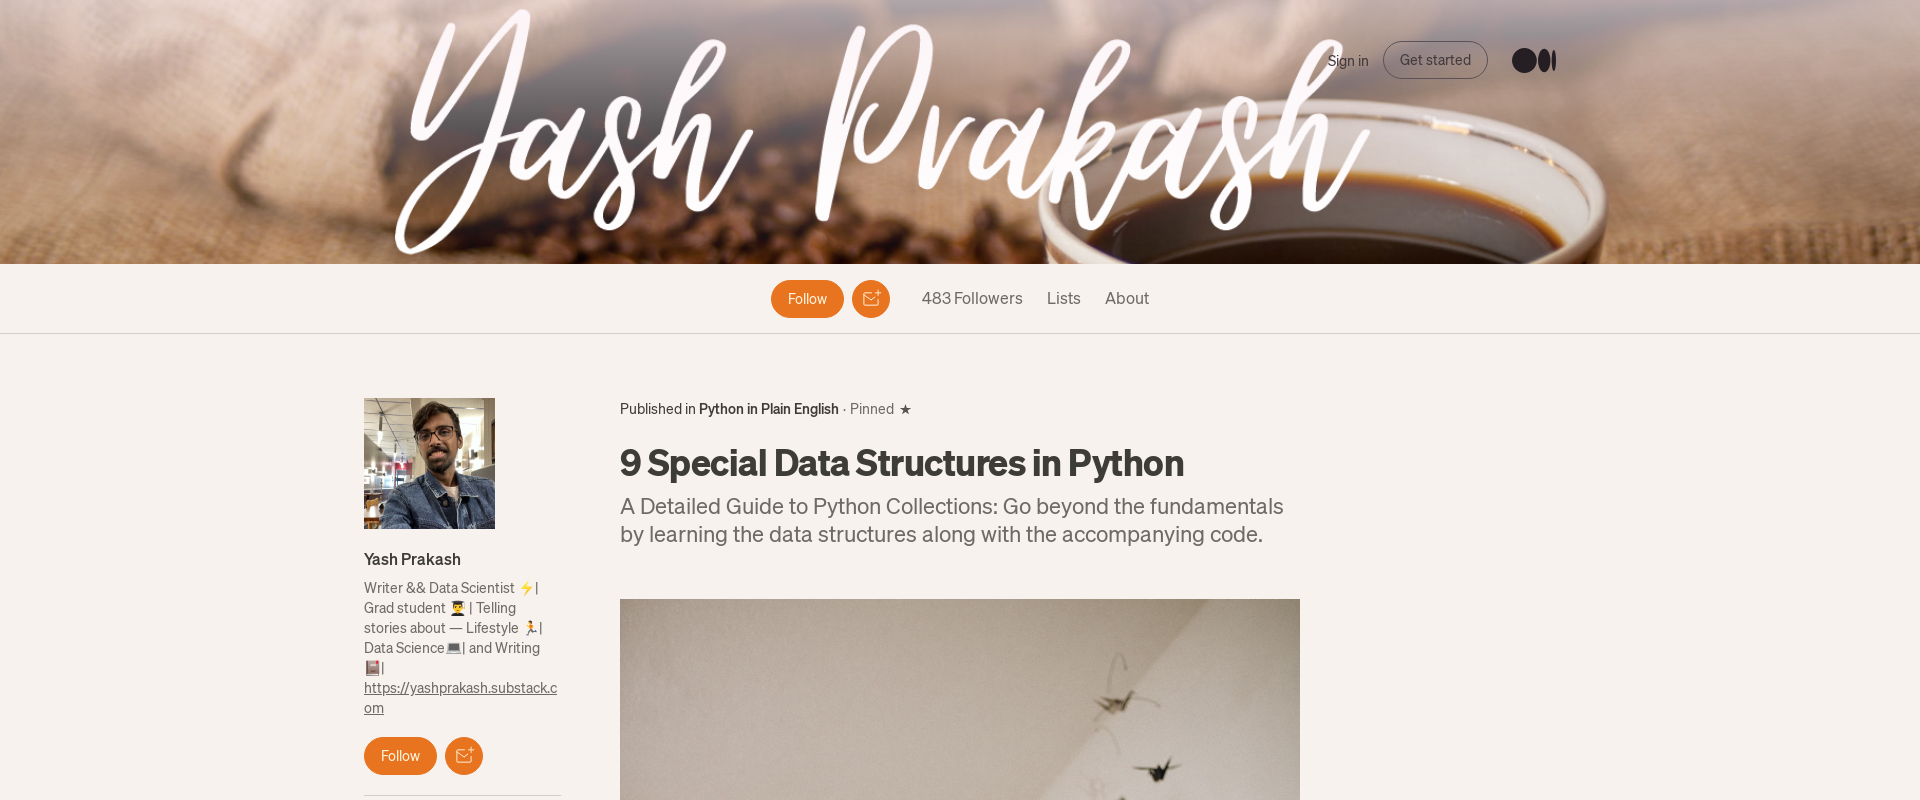 Yash Prakash
Sign in
Get started
Follow
483 Followers
Lists
About
Published in Python in Plain English · Pinned ★
9 Special Data Structures in Python
A Detailed Guide to Python Collections: Go beyond the fundamentals
by learning the data structures along with the accompanying code.
Yash Prakash
Writer && Data Scientist ⚡|
Grad student 👨‍🎓 | Telling
stories about — Lifestyle 🏃|
Data Science💻| and Writing
📔|
https://yashprakash.substack.c
om
Follow